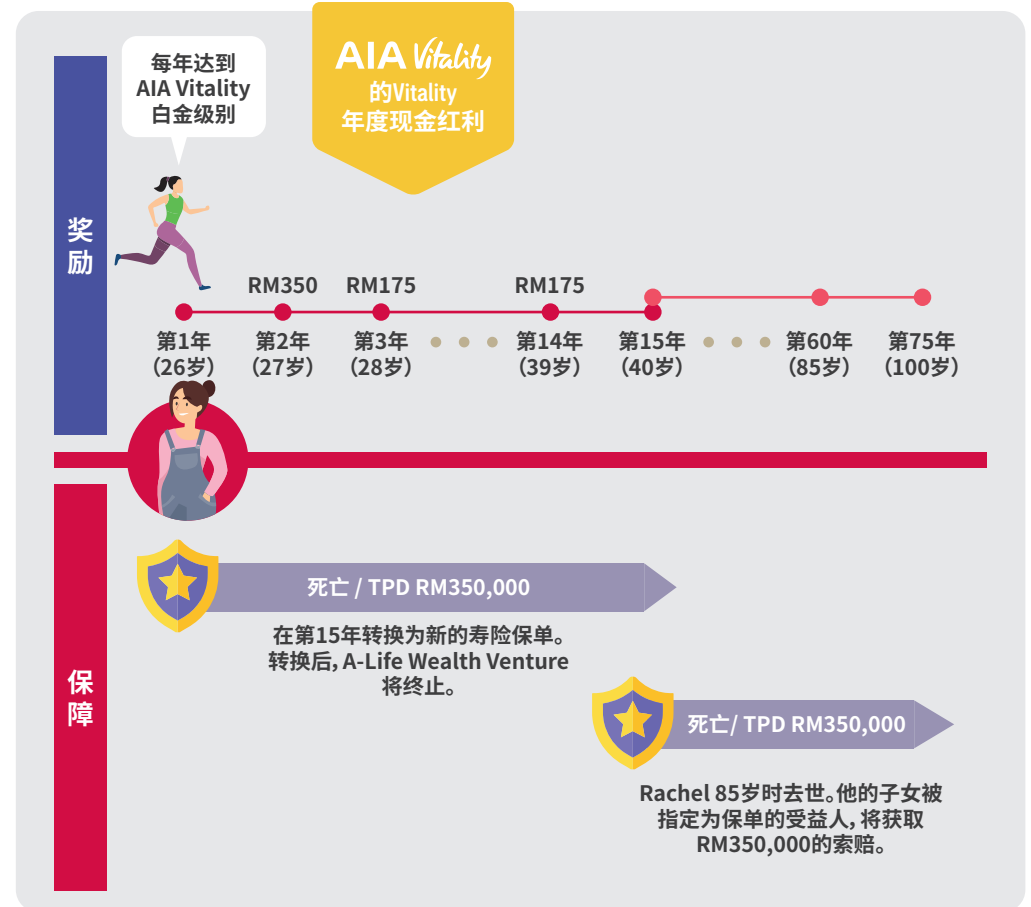 每年达到
AIA Vitality
白金级别
AIA Vitality
的Vitality
年度现金红利
奖励
RM350 RM175 RM175
第1年 第2年 第3年 第14年 第15年 第60年 第75年
(26岁) (27岁) (28岁) (39岁) (40岁) (85岁) (100岁)
保障
死亡 / TPD RM350,000
在第15年转换为新的寿险保单。
转换后, A-Life Wealth Venture
将终止。
死亡/ TPD RM350,000
Rachel 85岁时去世。他的子女被
指定为保单的受益人, 将获取
RM350,000的索赔。